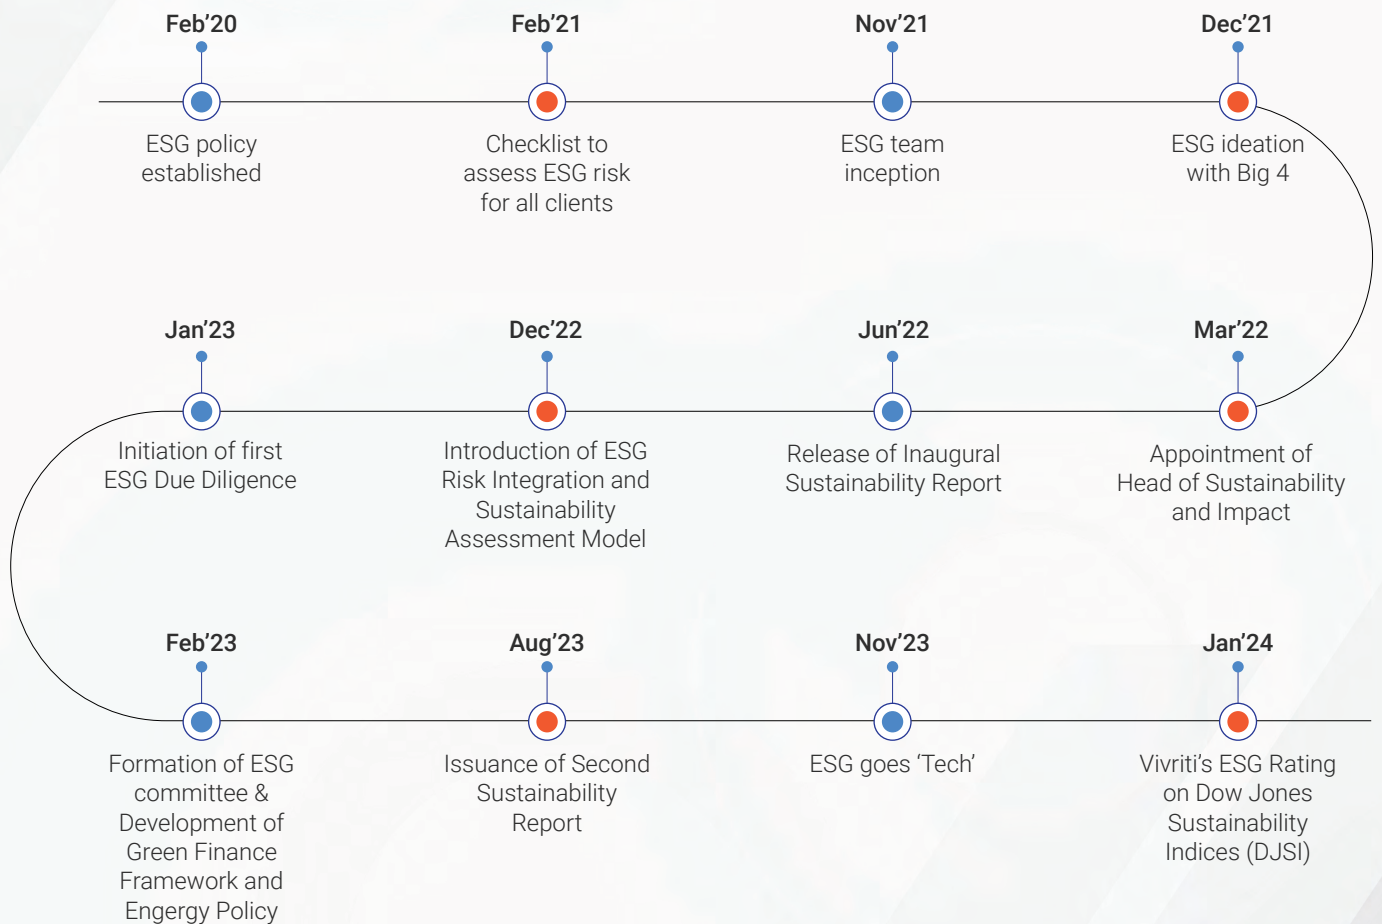 Feb’20
ESG policy
established
Feb’21
Checklist to
assess ESG risk
for all clients
Nov’21
ESG team
inception
Dec’21
ESG ideation
with Big 4
Mar’22
Appointment of
Head of Sustainability
and Impact
Jun’22
Release of Inaugural
Sustainability Report
Dec’22
Introduction of ESG
Risk Integration and
Sustainability
Assessment Model
Jan’23
Initiation of first
ESG Due Diligence
Feb’23
Formation of ESG
committee &
Development of
Green Finance
Framework and
Engergy Policy
Aug’23
Issuance of Second
Sustainability
Report
Nov’23
ESG goes ‘Tech’
Jan’24
Vivriti’s ESG Rating
on Dow Jones
Sustainability
Indices (DJSI)